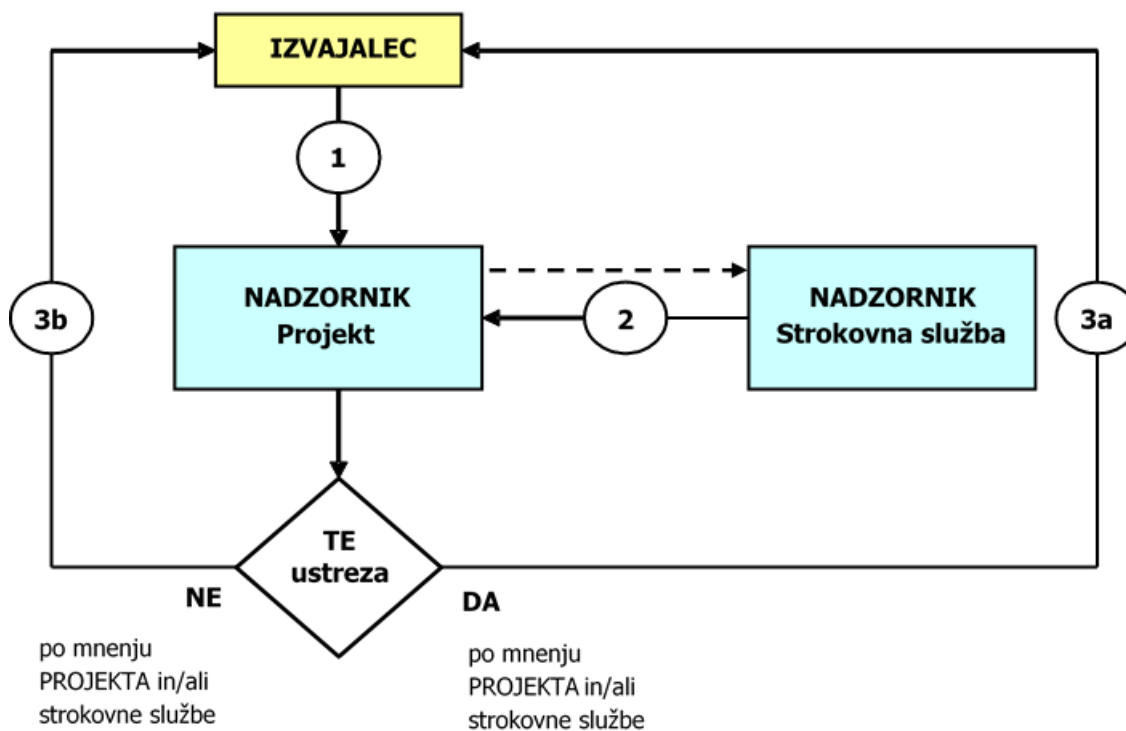 IZVAJALEC
1
NADZORNIK
Projekt
2
NADZORNIK
Strokovna služba
3b
3a
TE
ustreza
NE
DA
po mnenju
PROJEKTA in/ali
strokovne službe
po mnenju
PROJEKTA in/ali
strokovne službe